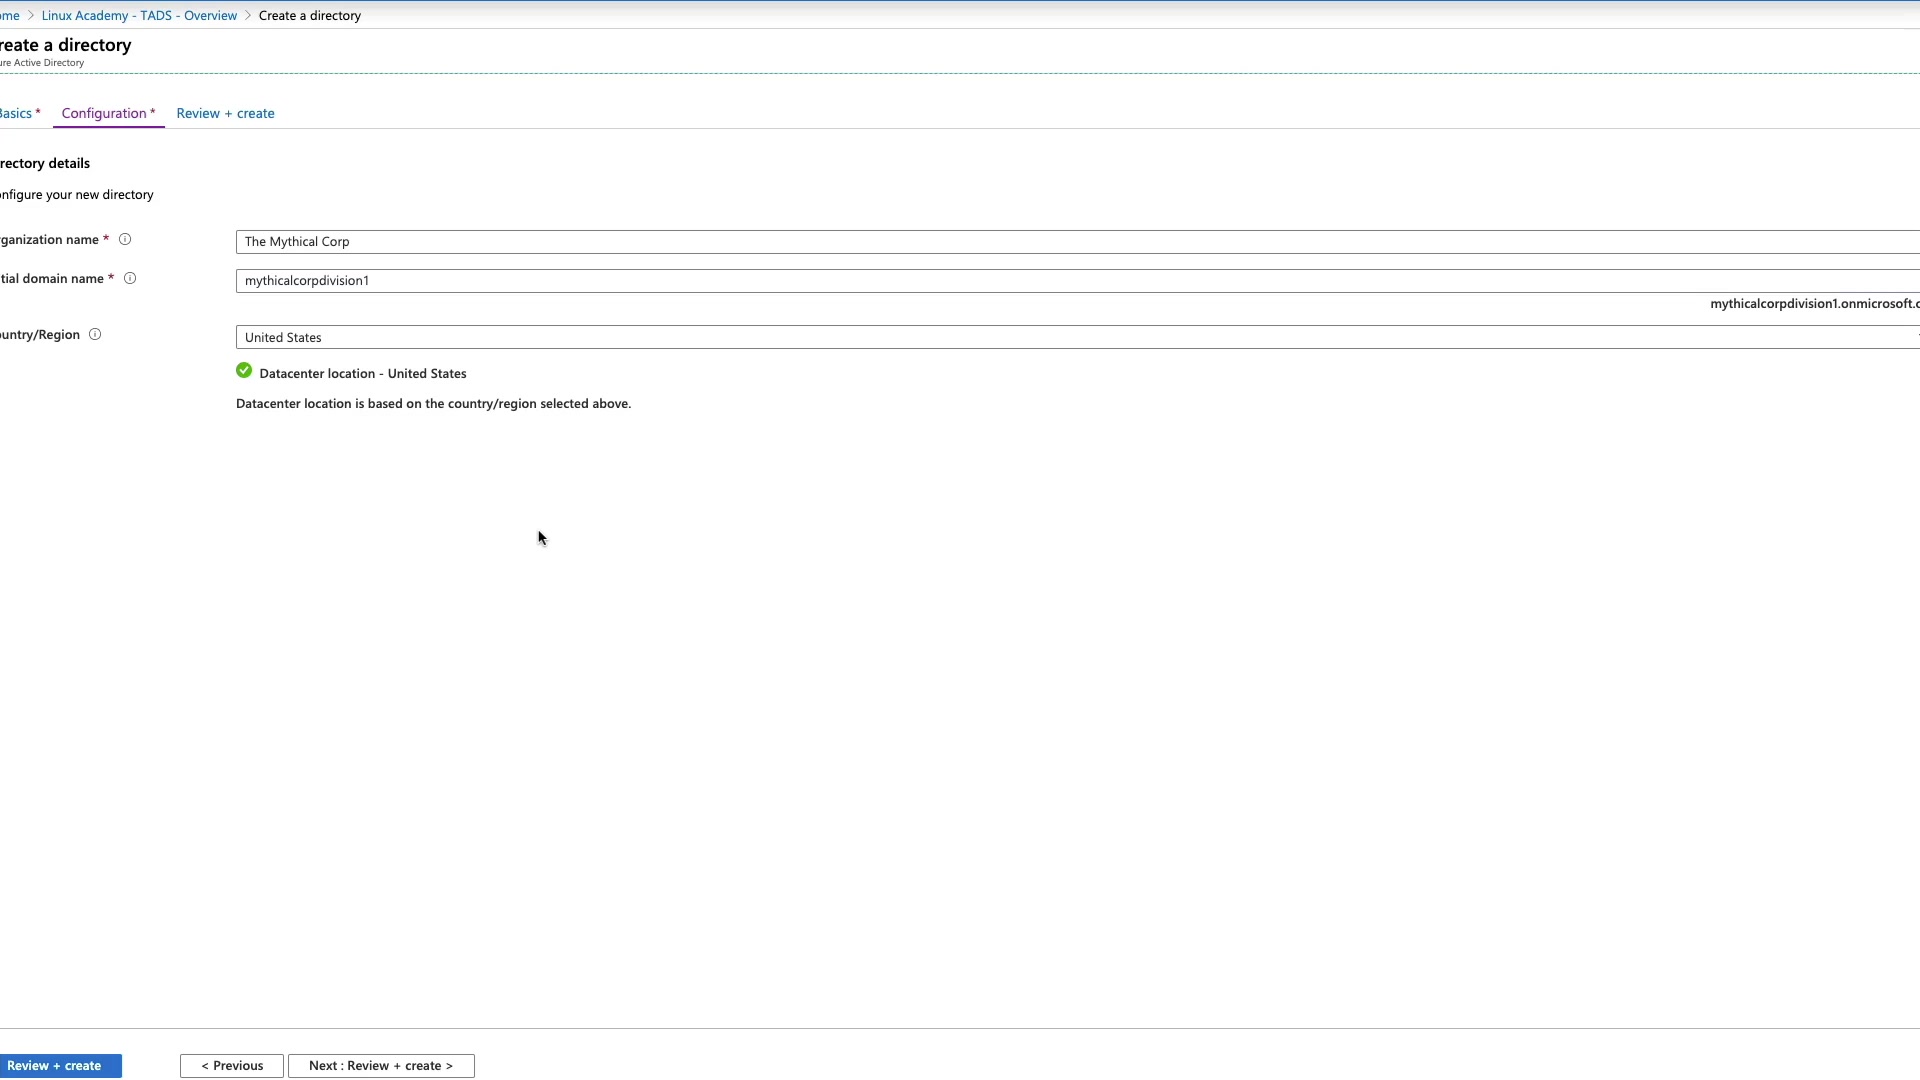 ome > Linux Academy - TADS - Overview > Create a directory
reate a directory
ure Active Directory
Basics * Configuration * Review + create
rectory details
onfigure your new directory
ganization name * The Mythical Corp
tial domain name * mythicalcorpdivision1
mythicalcorpdivision1.onmicrosoft.c
ountry/Region United States
Datacenter location - United States
Datacenter location is based on the country/region selected above.
Review + create < Previous Next : Review + create >